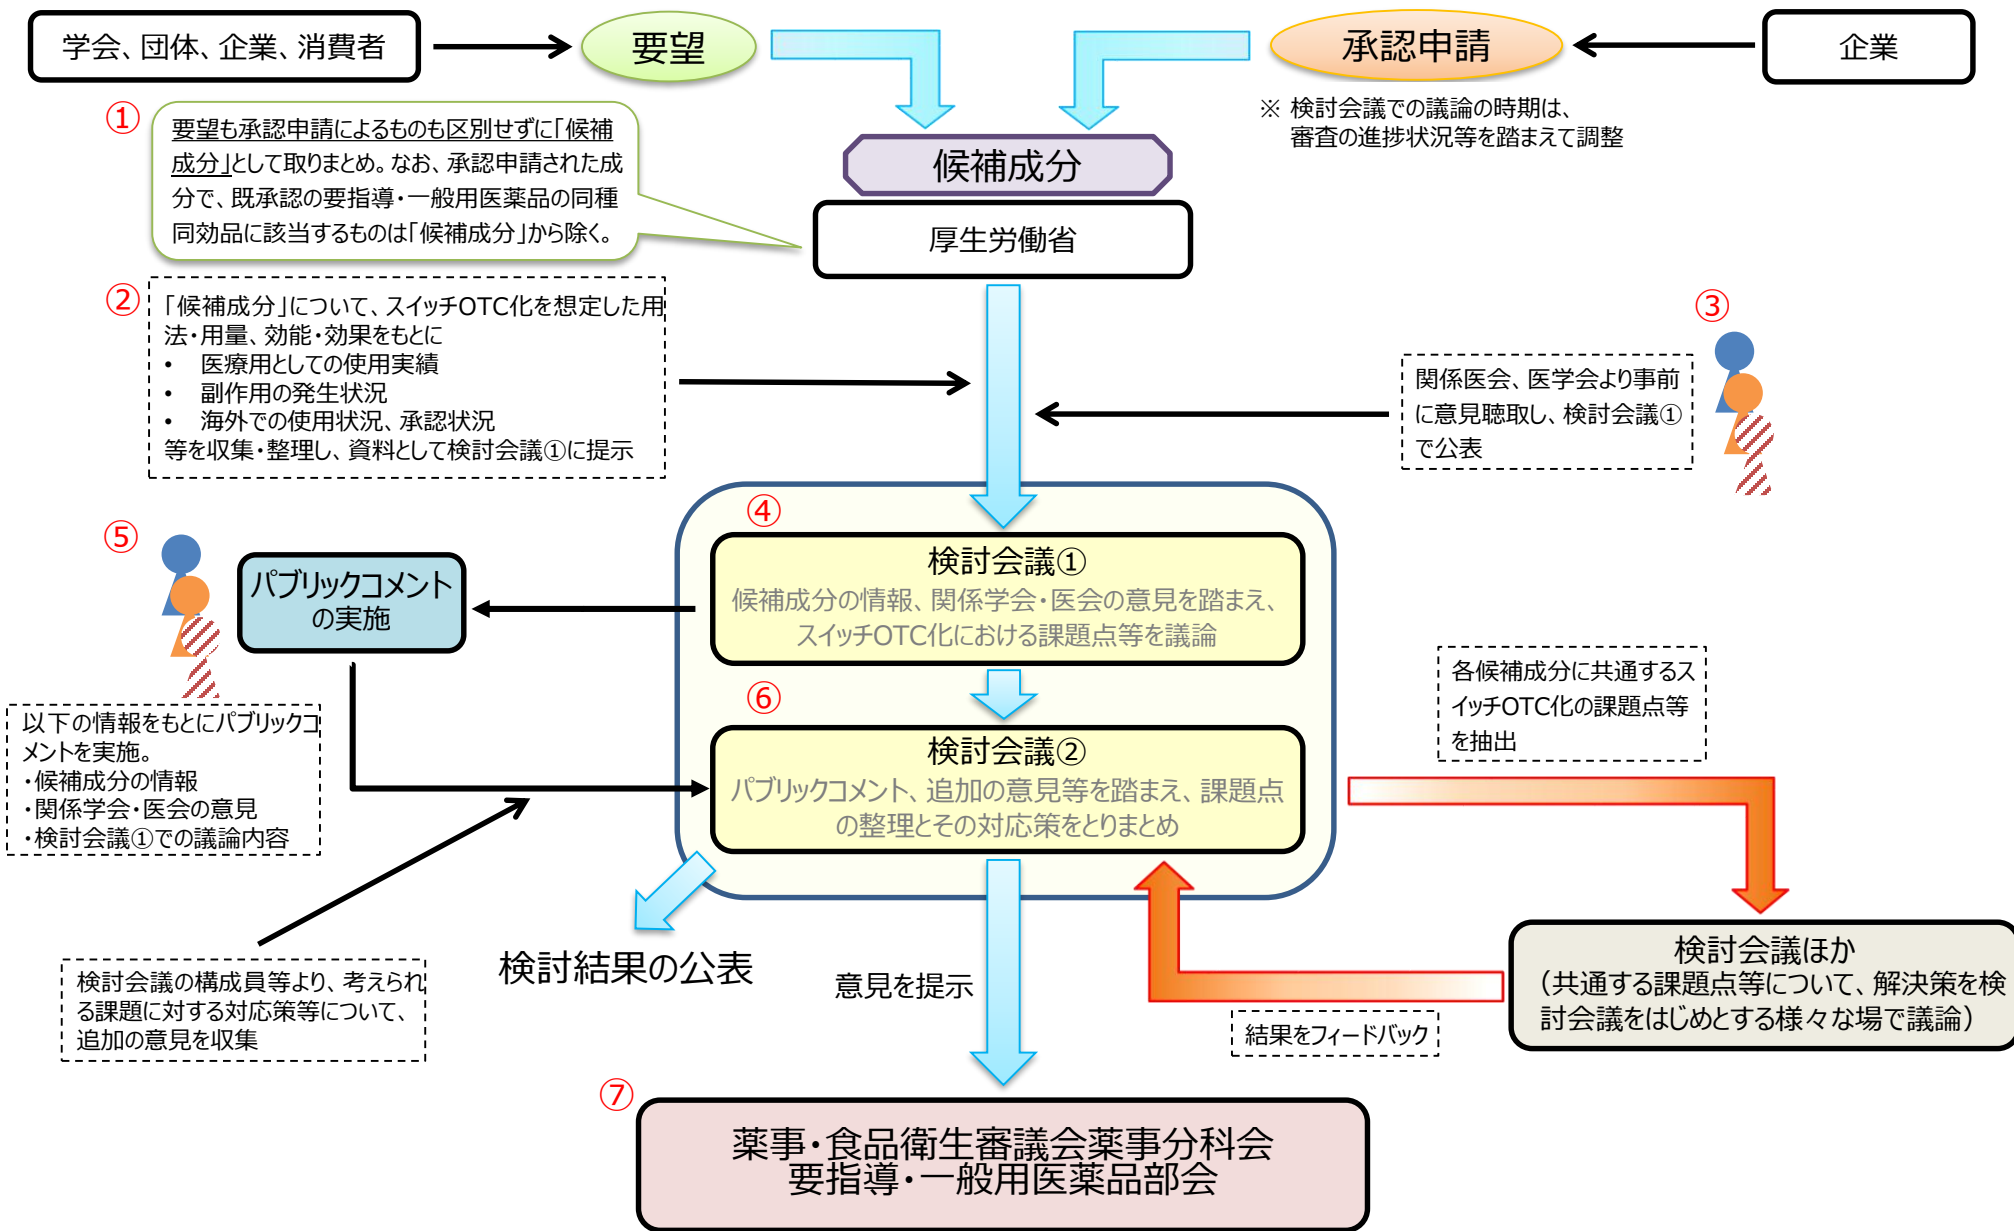 学会、団体、企業、消費者
要望
承認申請
企業
※ 検討会議での議論の時期は、
審査の進捗状況等を踏まえて調整
①
要望も承認申請によるものも区別せずに「候補
成分」として取りまとめ。なお、承認申請された成
分で、既承認の要指導・一般用医薬品の同種
同効品に該当するものは「候補成分」から除く。
候補成分
厚生労働省
②
「候補成分」について、スイッチOTC化を想定した用
法・用量、効能・効果をもとに
• 医療用としての使用実績
• 副作用の発生状況
• 海外での使用状況、承認状況
等を収集・整理し、資料として検討会議①に提示
③
関係医会、医学会より事前
に意見聴取し、検討会議①
で公表
④
検討会議①
候補成分の情報、関係学会・医会の意見を踏まえ、
スイッチOTC化における課題点等を議論
⑤
パブリックコメント
の実施
以下の情報をもとにパブリックコ
メントを実施。
・候補成分の情報
・関係学会・医会の意見
・検討会議①での議論内容
⑥
検討会議②
パブリックコメント、追加の意見等を踏まえ、課題点
の整理とその対応策をとりまとめ
各候補成分に共通するス
イッチOTC化の課題点等
を抽出
検討会議の構成員等より、考えられ
る課題に対する対応策等について、
追加の意見を収集
検討結果の公表
意見を提示
結果をフィードバック
検討会議ほか
（共通する課題点等について、解決策を検
討会議をはじめとする様々な場で議論）
⑦
薬事・食品衛生審議会薬事分科会
要指導・一般用医薬品部会